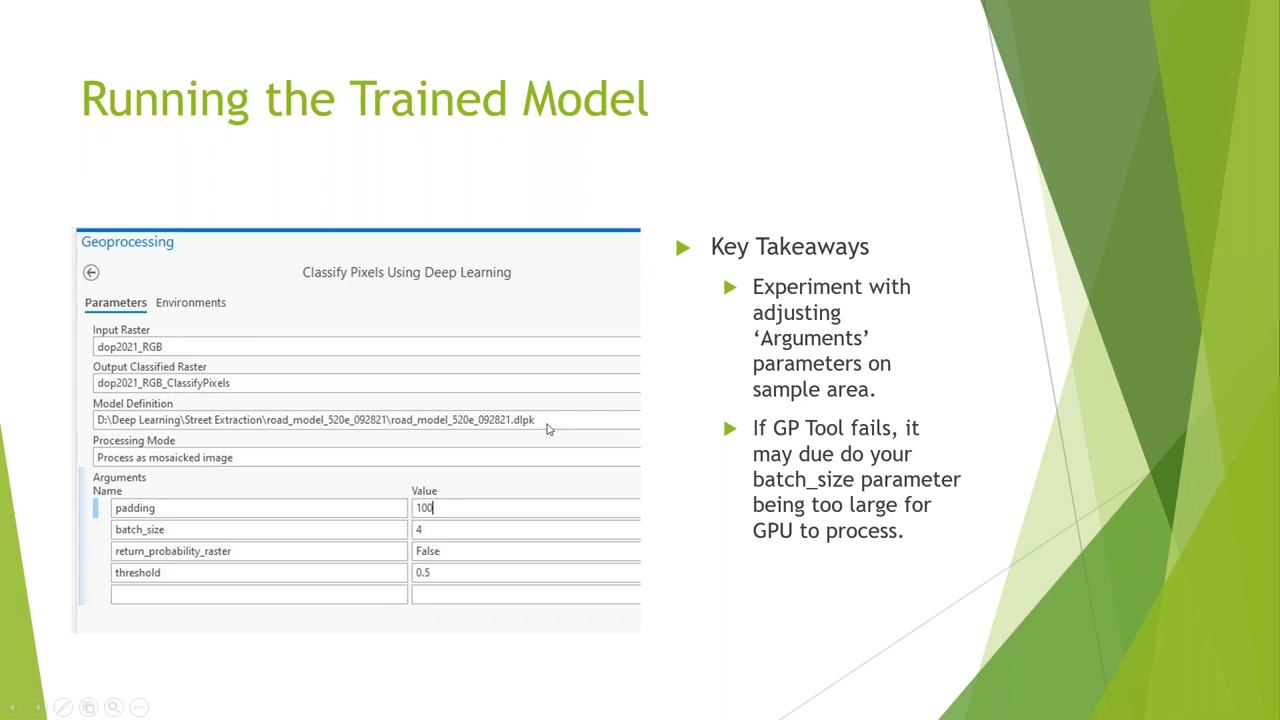 Running the Trained Model
Geoprocessing
Classify Pixels Using Deep Learning
Parameters Environments
Input Raster
dop2021_RGB
Output Classified Raster
dop2021_RGB_ClassifyPixels
Model Definition
D:\Deep Learning\Street Extraction\road_model_520e_092821\road_model_520e_092821.dlpk
Processing Mode
Process as mosaicked image
Arguments
Name Value
padding 100
batch_size 4
return_probability_raster False
threshold 0.5
Key Takeaways
Experiment with
adjusting
‘Arguments’
parameters on
sample area.
If GP Tool fails, it
may due do your
batch_size parameter
being too large for
GPU to process.